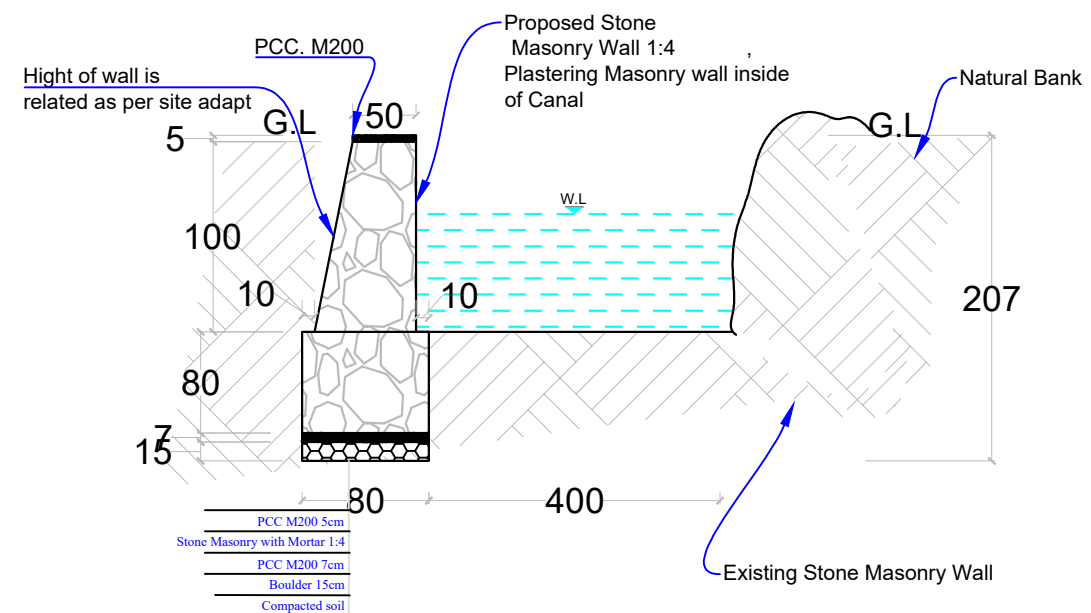 Proposed Stone
Masonry Wall 1:4 ,
Plastering Masonry wall inside
of Canal
PCC. M200
Hight of wall is
related as per site adapt
Natural Bank
G.L
50
G.L
5
W.L
100
10
10
207
80
7
15
80
400
PCC M200 5cm
Stone Masonry with Mortar 1:4
PCC M200 7cm
Boulder 15cm
Compacted soil
Existing Stone Masonry Wall